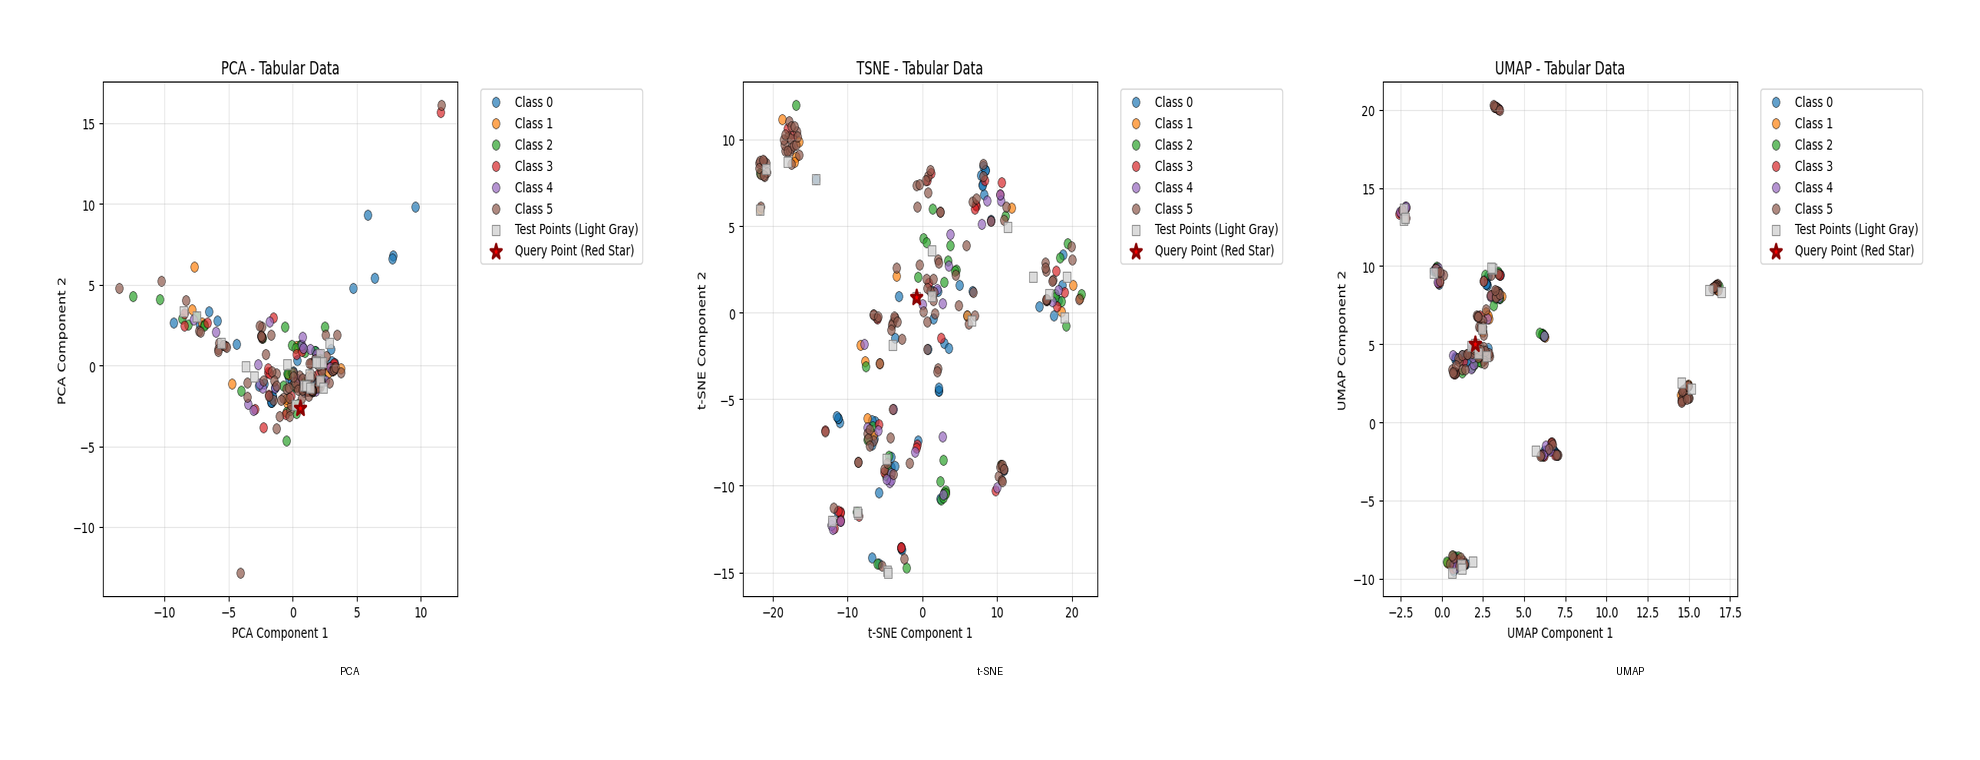 PCA - Tabular Data
PCA Component 2
15
10
5
0
−5
−10
−10
−5
0
5
10
PCA Component 1
Class 0
Class 1
Class 2
Class 3
Class 4
Class 5
Test Points (Light Gray)
Query Point (Red Star)
PCA
TSNE - Tabular Data
t-SNE Component 2
10
5
0
−5
−10
−15
−20
−10
0
10
20
t-SNE Component 1
Class 0
Class 1
Class 2
Class 3
Class 4
Class 5
Test Points (Light Gray)
Query Point (Red Star)
t-SNE
UMAP - Tabular Data
UMAP Component 2
20
15
10
5
0
−5
−10
−2.5
0.0
2.5
5.0
7.5
10.0
12.5
15.0
17.5
UMAP Component 1
Class 0
Class 1
Class 2
Class 3
Class 4
Class 5
Test Points (Light Gray)
Query Point (Red Star)
UMAP